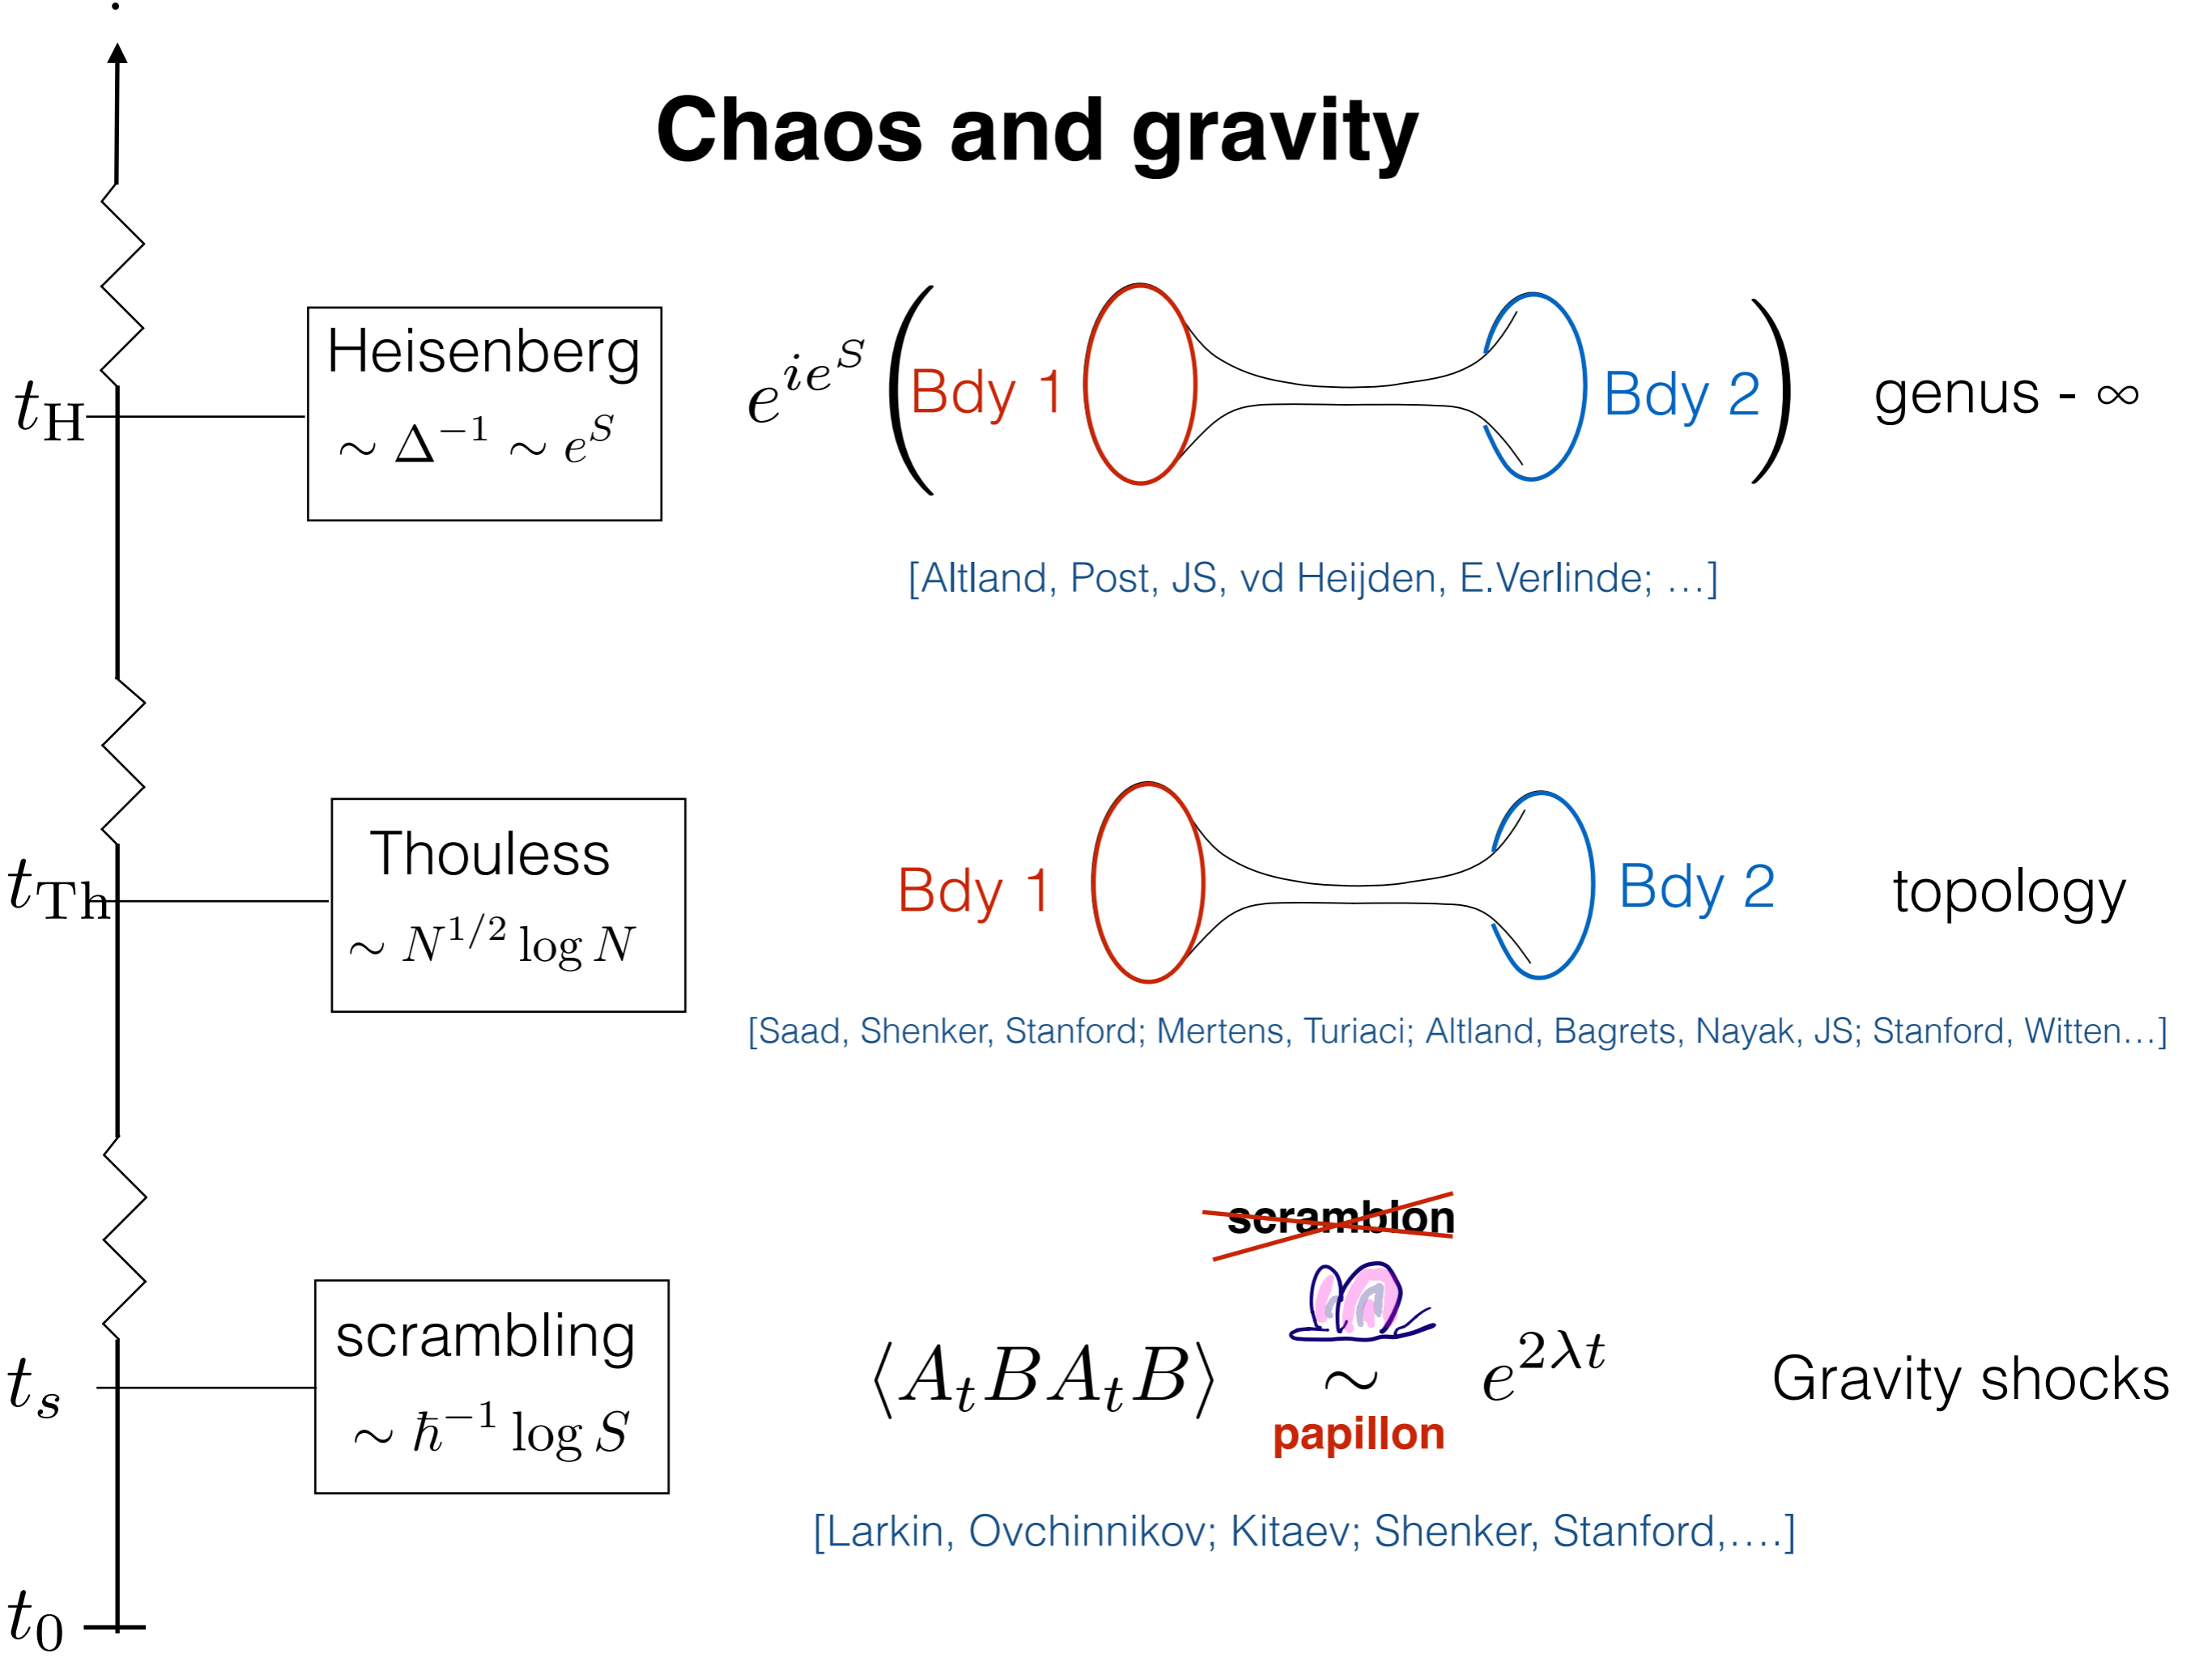 Chaos and gravity
t_H
Heisenberg
∼ Δ⁻¹ ∼ e^S
e^{ie^S} ( Bdy 1 Bdy 2 ) genus - ∞
[Altland, Post, JS, vd Heijden, E.Verlinde; …]
t_Th
Thouless
∼ N^{1/2} log N
Bdy 1 Bdy 2 topology
[Saad, Shenker, Stanford; Mertens, Turiaci; Altland, Bagrets, Nayak, JS; Stanford, Witten…]
scramblon
t_s
scrambling
∼ ℏ⁻¹ log S
⟨A_t B A_t B⟩ ∼ e^{2λt} Gravity shocks
papillon
[Larkin, Ovchinnikov; Kitaev; Shenker, Stanford,….]
t_0